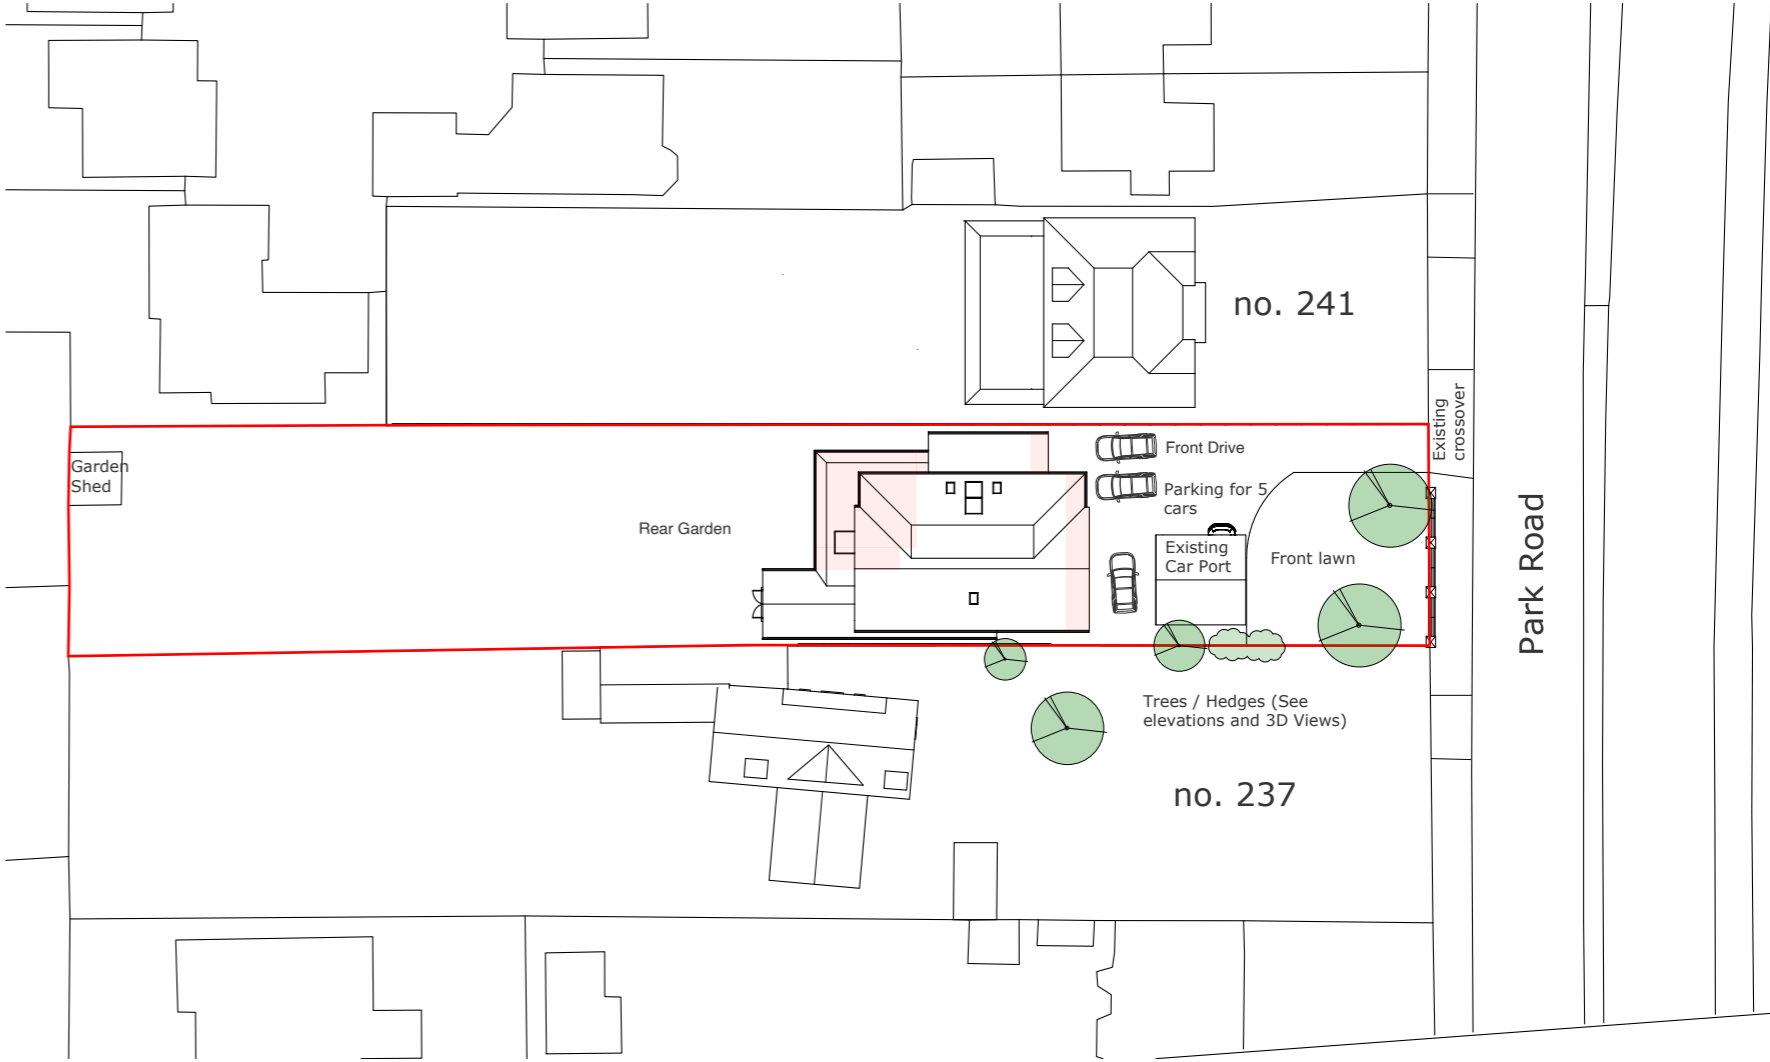 no. 241
Existing
crossover
Front Drive
Garden
Shed
Parking for 5
cars
Rear Garden
Existing
Car Port
Front lawn
Park Road
Trees / Hedges (See
elevations and 3D Views)
no. 237